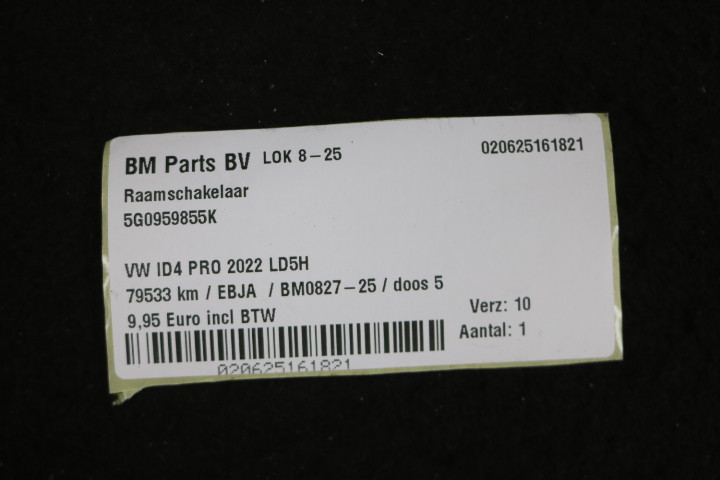 BM Parts BV LOK 8-25 020625161821
Raamschakelaar
5G0959855K
VW ID4 PRO 2022 LD5H
79533 km / EBJA / BM0827-25 / doos 5
9,95 Euro incl BTW
Verz: 10
Aantal: 1
020625161821